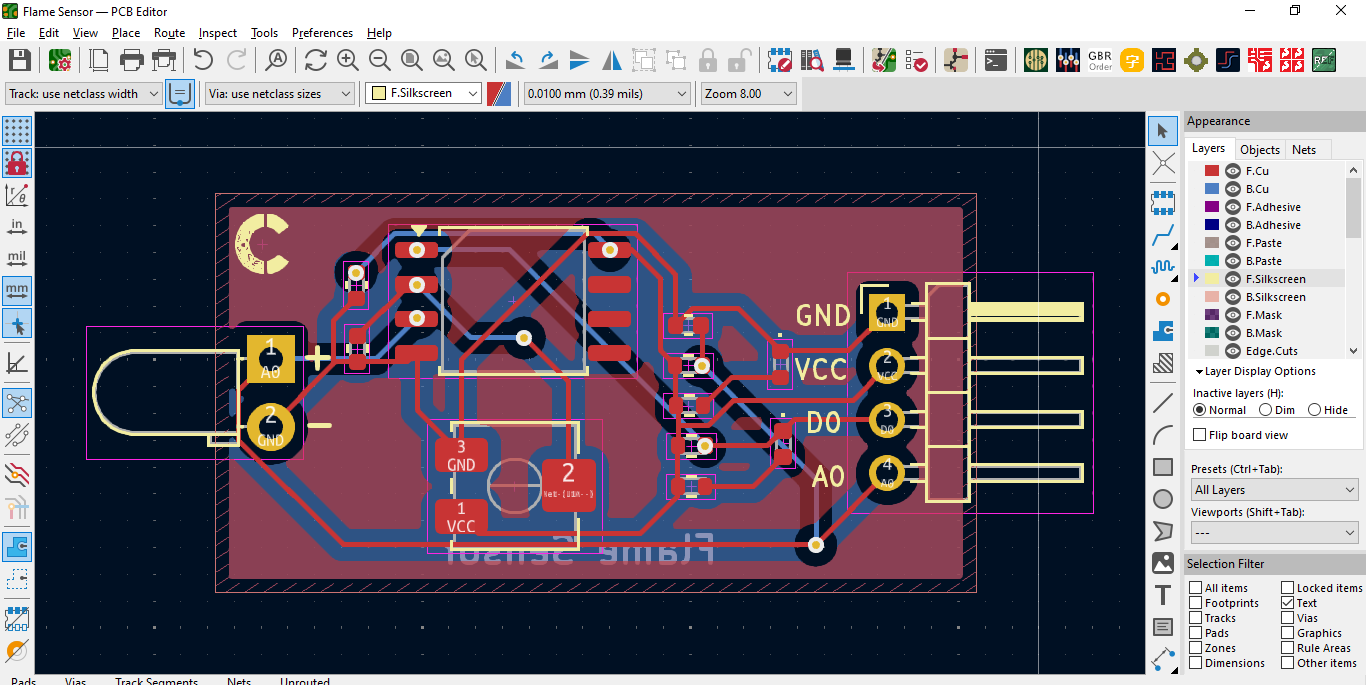 Flame Sensor — PCB Editor
File Edit View Place Route Inspect Tools Preferences Help
GBR
Order
Track: use netclass width
Via: use netclass sizes
F.Silkscreen
0.0100 mm (0.39 mils)
Zoom 8.00
in
mil
mm
GND
VCC
D0
A0
1
GND
2
VCC
3
D0
4
A0
1
A0
2
GND
3
GND
1
VCC
2
Flame Sensor
Appearance
Layers Objects Nets
F.Cu
B.Cu
F.Adhesive
B.Adhesive
F.Paste
B.Paste
F.Silkscreen
B.Silkscreen
F.Mask
B.Mask
Edge.Cuts
Layer Display Options
Inactive layers (H):
Normal Dim Hide
Flip board view
Presets (Ctrl+Tab):
All Layers
Viewports (Shift+Tab):
---
Selection Filter
All items Locked items
Footprints Text
Tracks Vias
Pads Graphics
Zones Rule Areas
Dimensions Other items
Pads Vias Track Segments Nets Unrouted